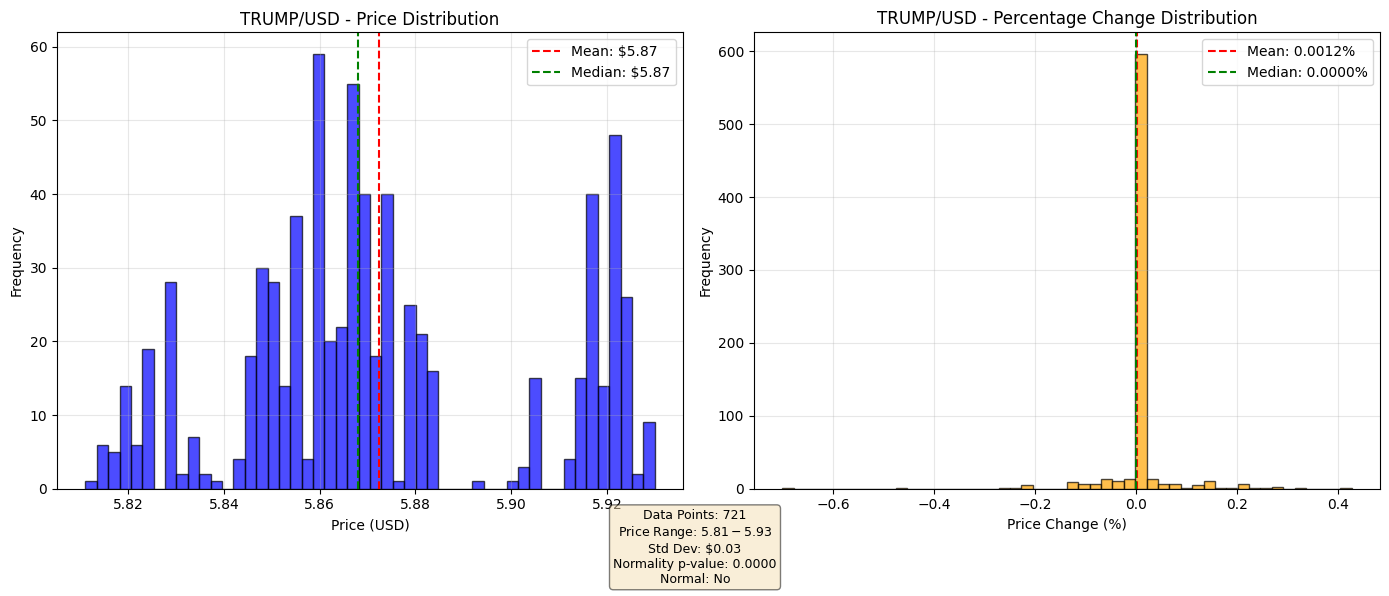 TRUMP/USD - Price Distribution
Mean: $5.87
Median: $5.87
Frequency
60
50
40
30
20
10
0
5.82
5.84
5.86
5.88
5.90
5.92
Price (USD)
TRUMP/USD - Percentage Change Distribution
Mean: 0.0012%
Median: 0.0000%
Frequency
600
500
400
300
200
100
0
−0.6
−0.4
−0.2
0.0
0.2
0.4
Price Change (%)
Data Points: 721
Price Range: 5.81 − 5.93
Std Dev: $0.03
Normality p-value: 0.0000
Normal: No